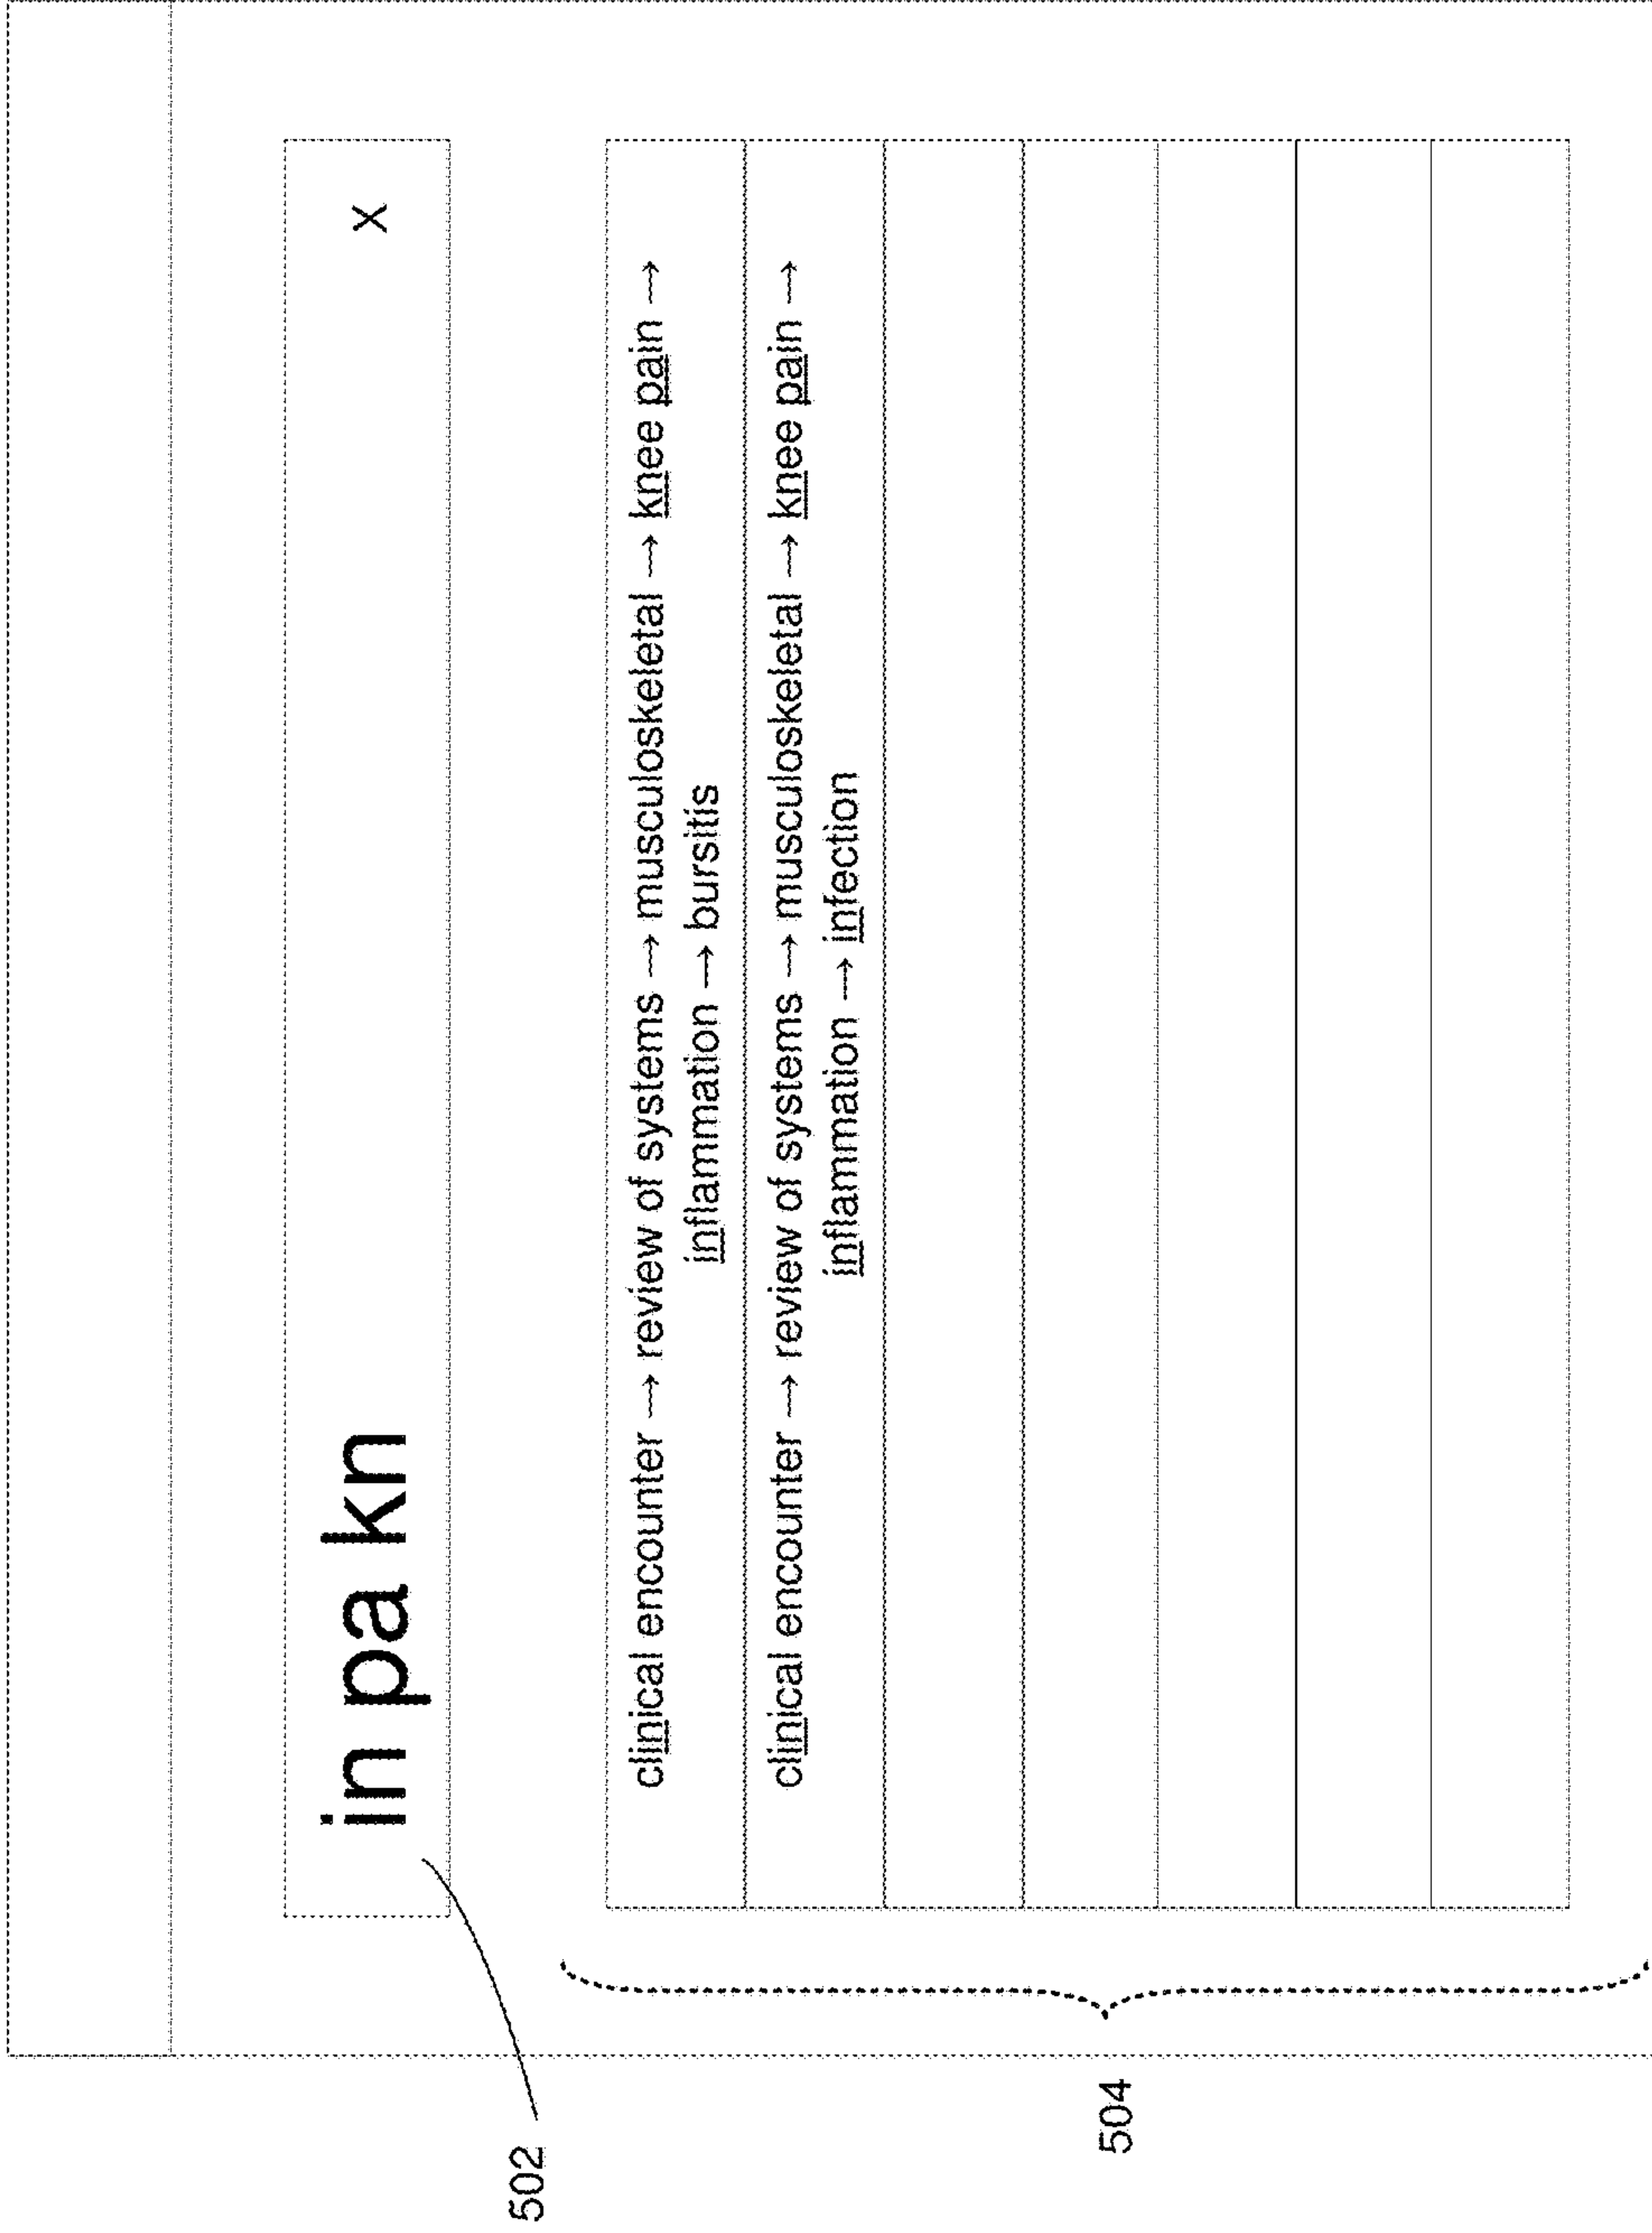 in pa kn
x
clinical encounter → review of systems → musculoskeletal → knee pain →
inflammation → bursitis
clinical encounter → review of systems → musculoskeletal → knee pain →
inflammation → infection
502
504